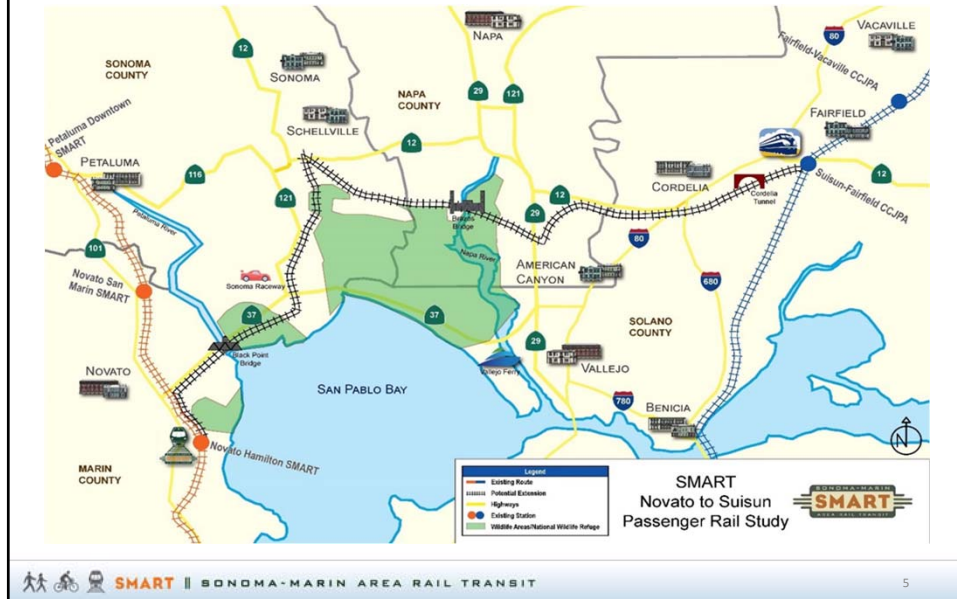 NAPA
VACAVILLE
80
12
Fairfield-Vacaville CCJPA
SONOMA
COUNTY
SONOMA
12
29
121
NAPA
COUNTY
FAIRFIELD
Petaluma Downtown
SMART
SCHELLVILLE
12
PETALUMA
116
CORDELIA
Cordelia
Tunnel
Suisun-Fairfield CCJPA
12
121
12
29
Brazos
Bridge
Petaluma River
Napa River
80
101
AMERICAN
CANYON
Novato San
Marin SMART
Sonoma Raceway
680
37
37
SOLANO
COUNTY
Black Point
Bridge
29
VALLEJO
Vallejo Ferry
NOVATO
SAN PABLO BAY
780
BENICIA
N
Novato Hamilton SMART
MARIN
COUNTY
Legend
Existing Route
Potential Extension
Highways
Existing Station
Wildlife Areas/National Wildlife Refuge
SMART
Novato to Suisun
Passenger Rail Study
SONOMA-MARIN
SMART
AREA RAIL TRANSIT
SMART || SONOMA-MARIN AREA RAIL TRANSIT
5